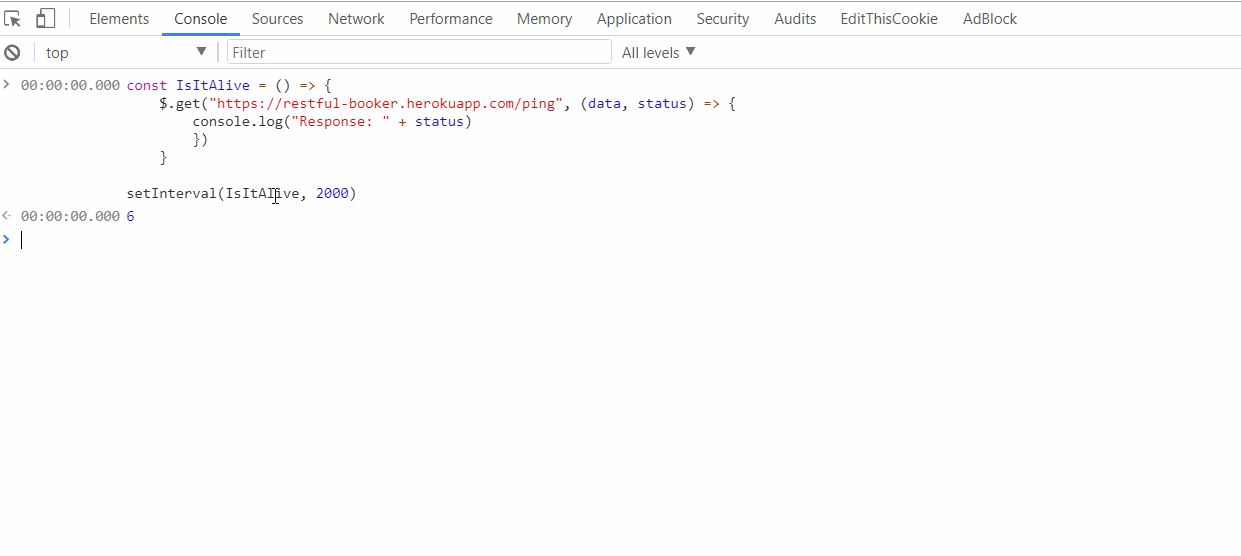 Elements Console Sources Network Performance Memory Application Security Audits EditThisCookie AdBlock
top Filter All levels
00:00:00.000 const IsItAlive = () => {
$.get("https://restful-booker.herokuapp.com/ping", (data, status) => {
console.log("Response: " + status)
})
}
setInterval(IsItAlive, 2000)
00:00:00.000 6